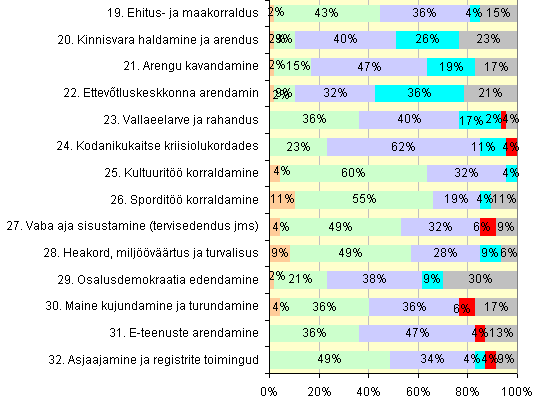 19. Ehitus- ja maakorraldus 2% 43% 36% 4% 15%
20. Kinnisvara haldamine ja arendus 2% 9% 40% 26% 23%
21. Arengu kavandamine 2% 15% 47% 19% 17%
22. Ettevõtluskeskkonna arendamin 2% 9% 32% 36% 21%
23. Vallaeelarve ja rahandus 36% 40% 17% 2% 4%
24. Kodanikukaitse kriisiolukordades 23% 62% 11% 4%
25. Kultuuritöö korraldamine 4% 60% 32% 4%
26. Sporditöö korraldamine 11% 55% 19% 4% 11%
27. Vaba aja sisustamine (tervisedendus jms) 4% 49% 32% 6% 9%
28. Heakord, miljööväärtus ja turvalisus 9% 49% 28% 9% 6%
29. Osalusdemokraatia edendamine 2% 21% 38% 9% 30%
30. Maine kujundamine ja turundamine 4% 36% 36% 6% 17%
31. E-teenuste arendamine 36% 47% 4% 13%
32. Asjaajamine ja registrite toimingud 49% 34% 4% 4% 9%
0% 20% 40% 60% 80% 100%